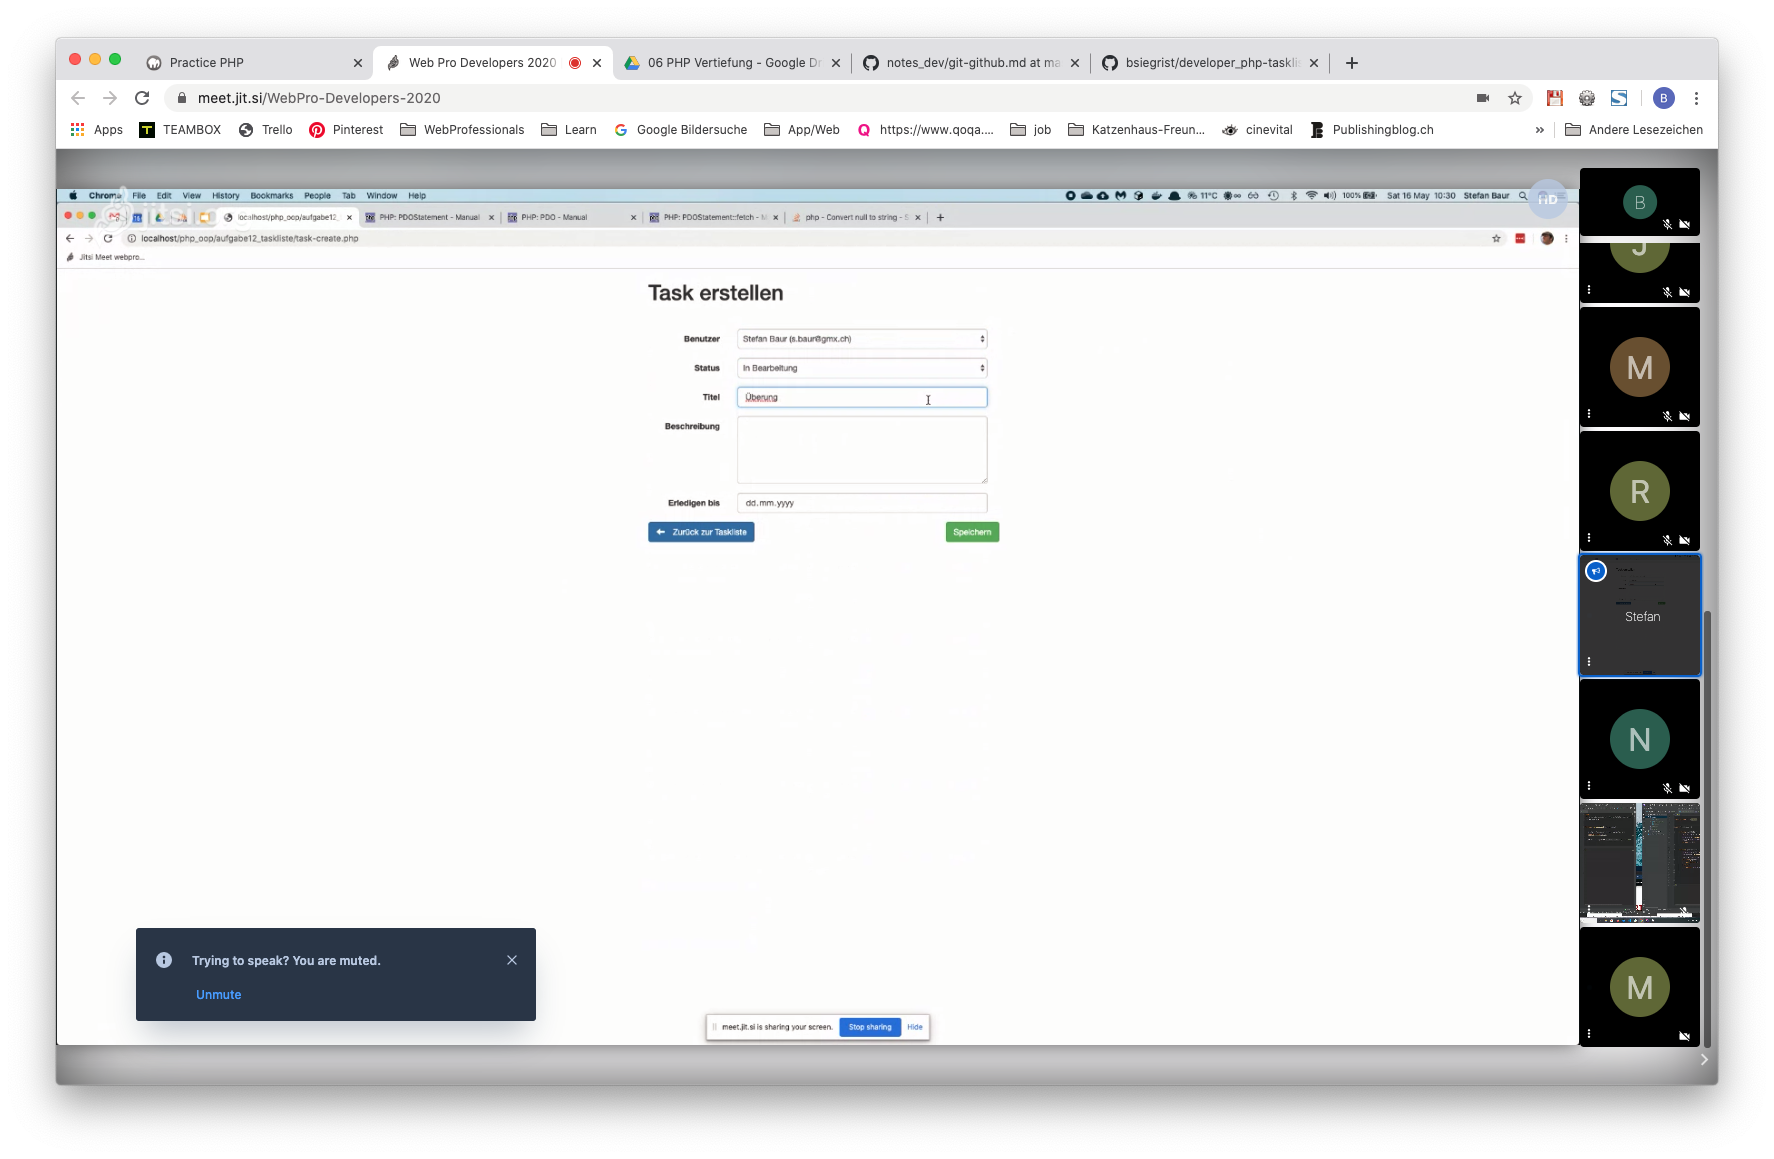 Practice PHP
Web Pro Developers 2020
06 PHP Vertiefung - Google Dr
notes_dev/git-github.md at ma
bsiegrist/developer_php-taskli
meet.jit.si/WebPro-Developers-2020
B
Apps
TEAMBOX
Trello
Pinterest
WebProfessionals
Learn
Google Bildersuche
App/Web
https://www.qoqa....
job
Katzenhaus-Freun...
cinevital
Publishingblog.ch
»
Andere Lesezeichen
Chrome File Edit View History Bookmarks People Tab Window Help
11°C
100%
Sat 16 May 10:30 Stefan Baur
HD
jitsi
localhost/php_oop/aufgabe12_
PHP: PDOStatement - Manual
PHP: PDO - Manual
PHP: PDOStatement::fetch - M
php - Convert null to string - S
localhost/php_oop/aufgabe12_taskliste/task-create.php
Jitsi Meet webpro...
Task erstellen
Benutzer Stefan Baur (s.baur@gmx.ch)
Status In Bearbeitung
Titel Überung
Beschreibung
Erledigen bis dd.mm.yyyy
Zurück zur Taskliste
Speichern
B
J
M
R
Stefan
N
M
Trying to speak? You are muted.
Unmute
meet.jit.si is sharing your screen. Stop sharing Hide